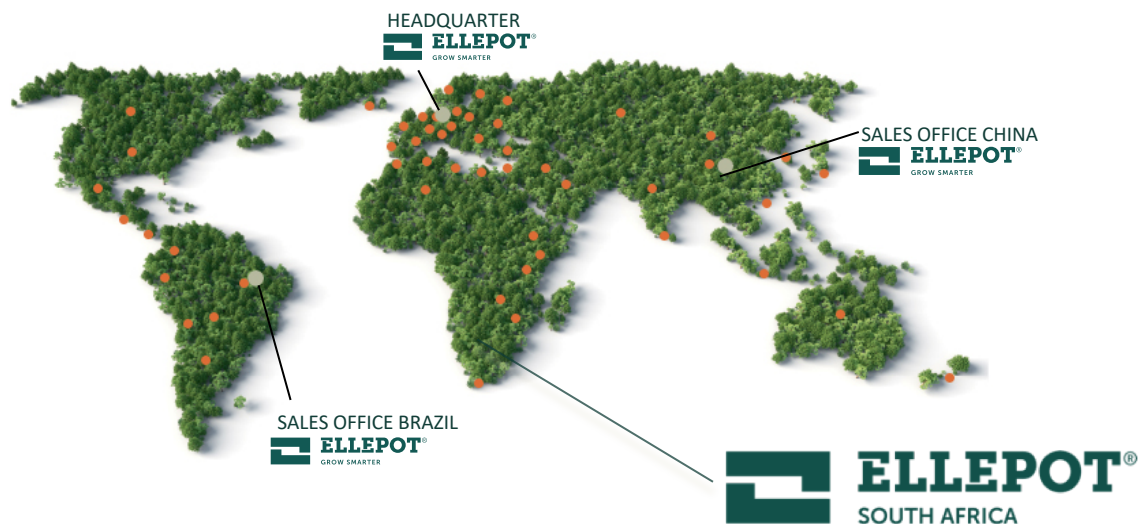 HEADQUARTER
ELLEPOT®
GROW SMARTER
SALES OFFICE CHINA
ELLEPOT®
GROW SMARTER
SALES OFFICE BRAZIL
ELLEPOT®
GROW SMARTER
ELLEPOT®
SOUTH AFRICA